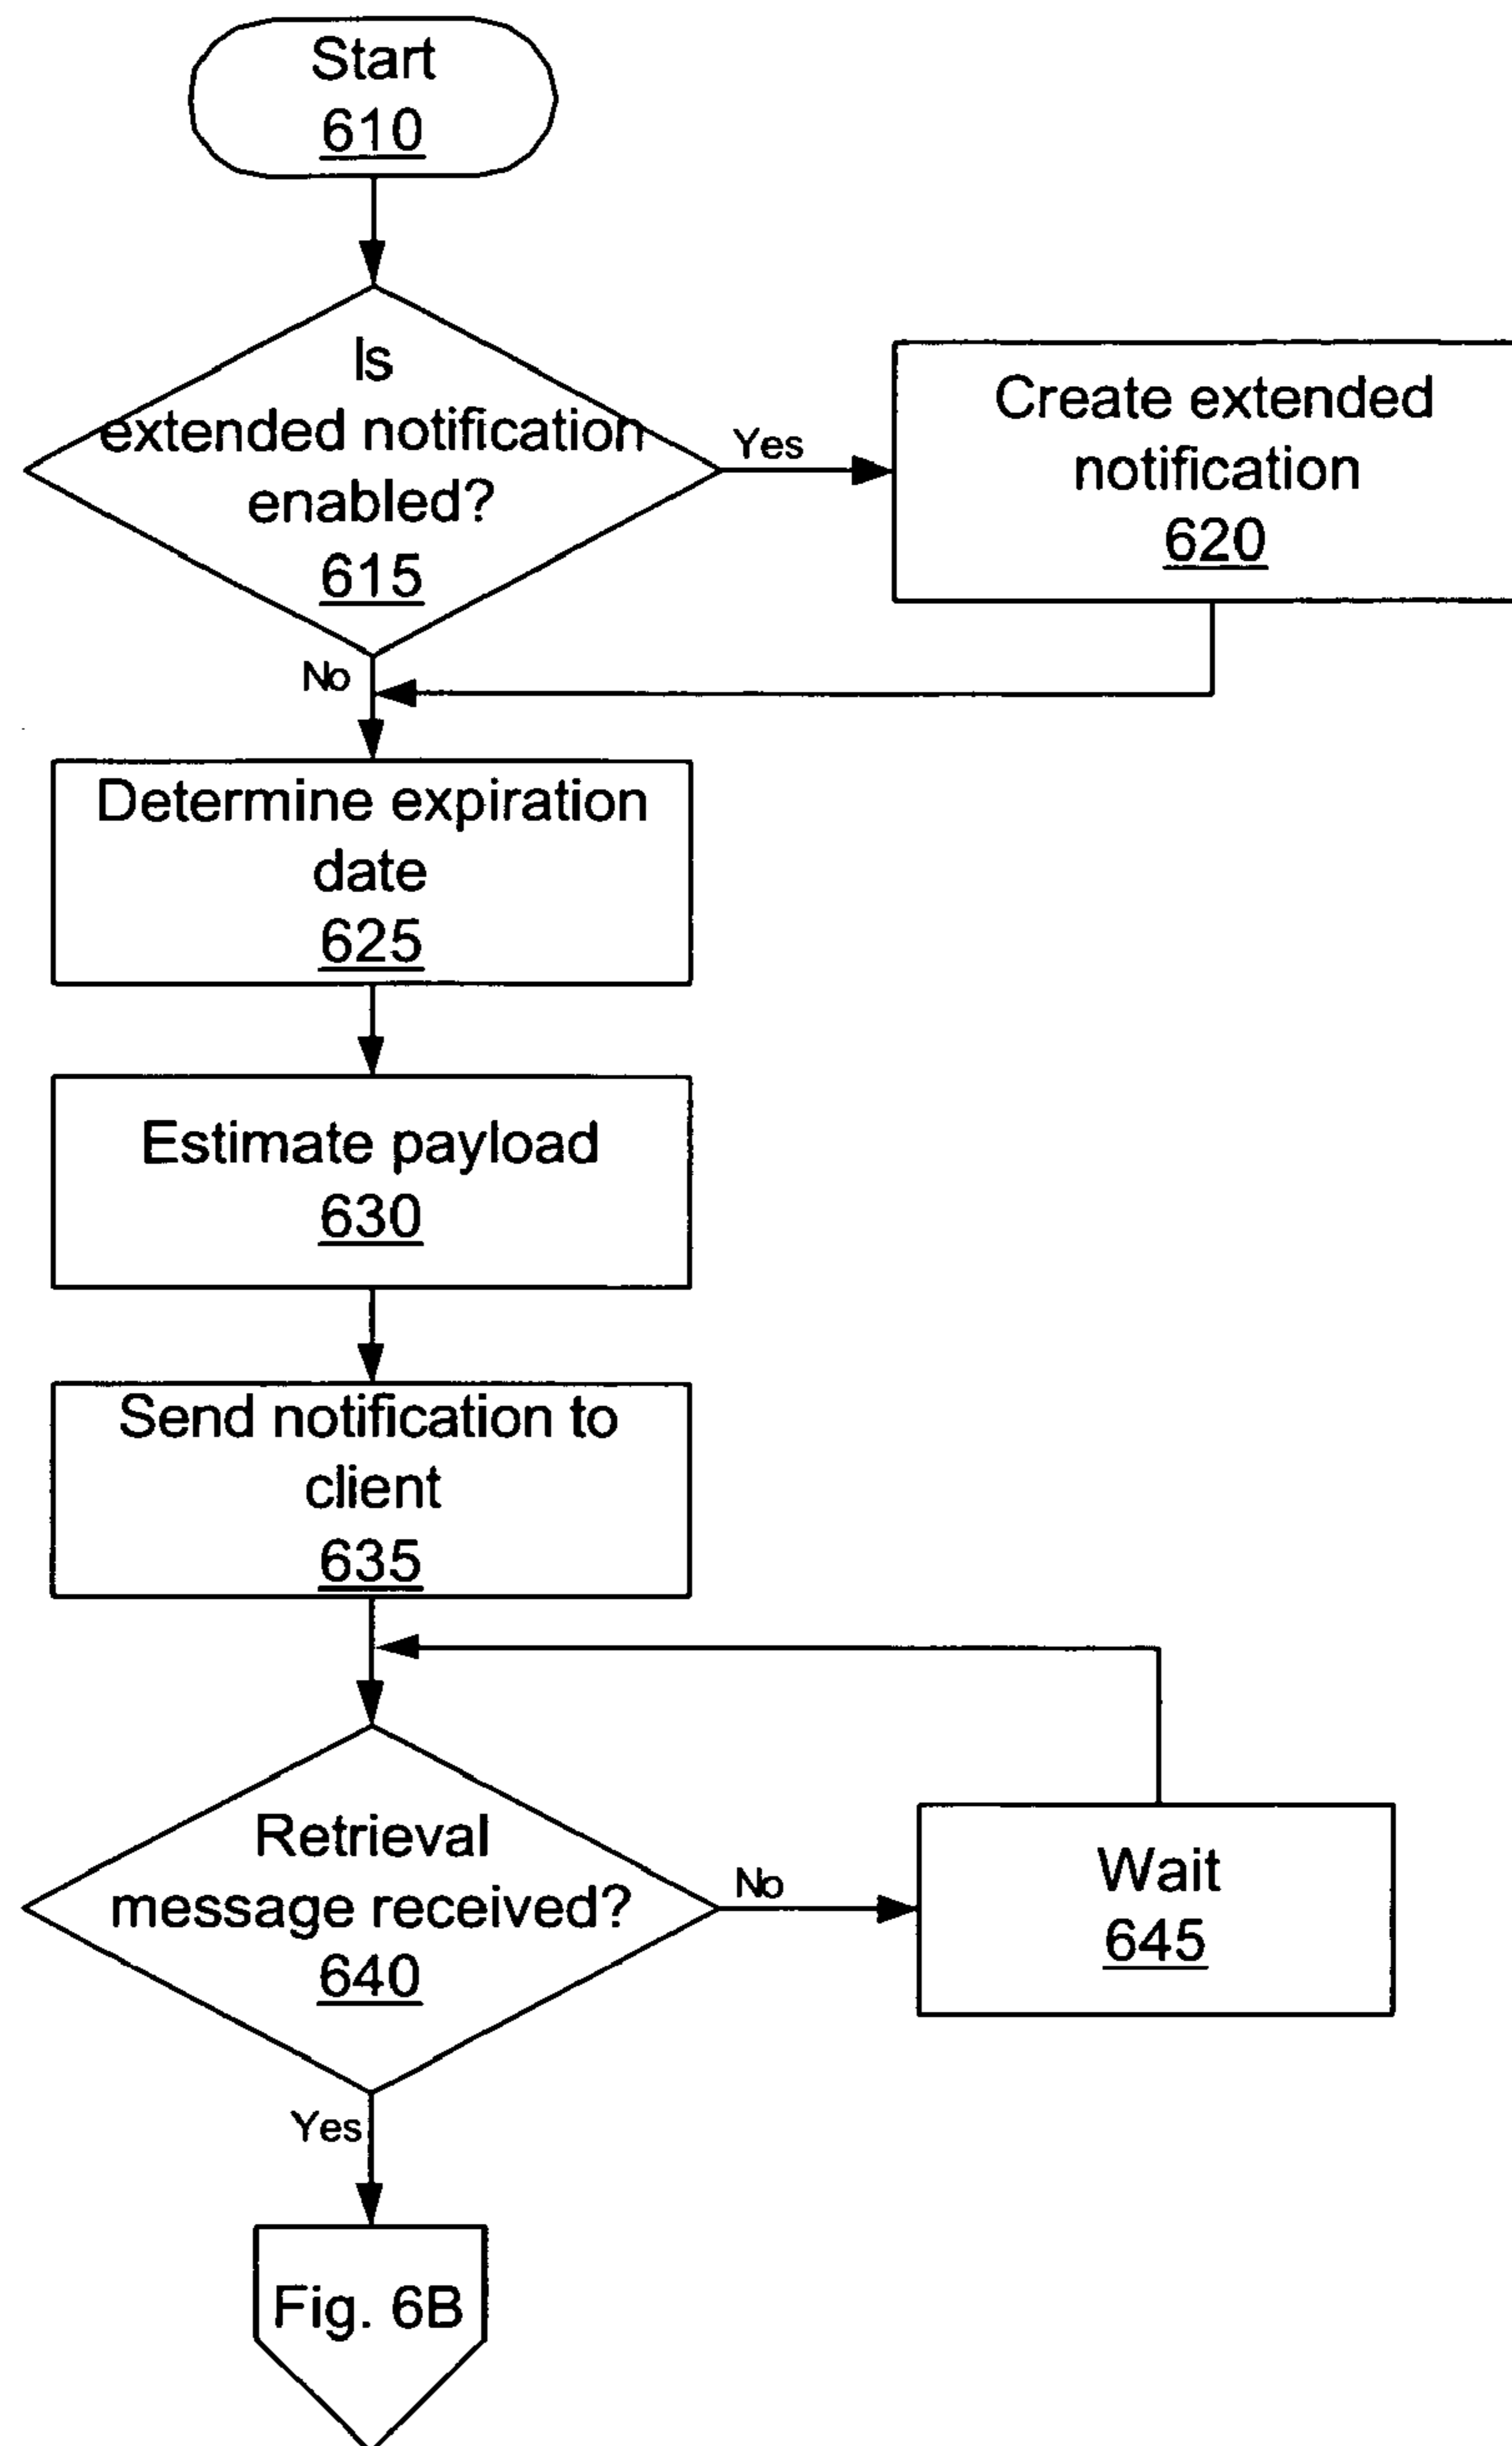 Start
610
Is
extended notification
enabled?
615
Yes
Create extended
notification
620
No
Determine expiration
date
625
Estimate payload
630
Send notification to
client
635
Retrieval
message received?
640
No
Wait
645
Yes
Fig. 6B